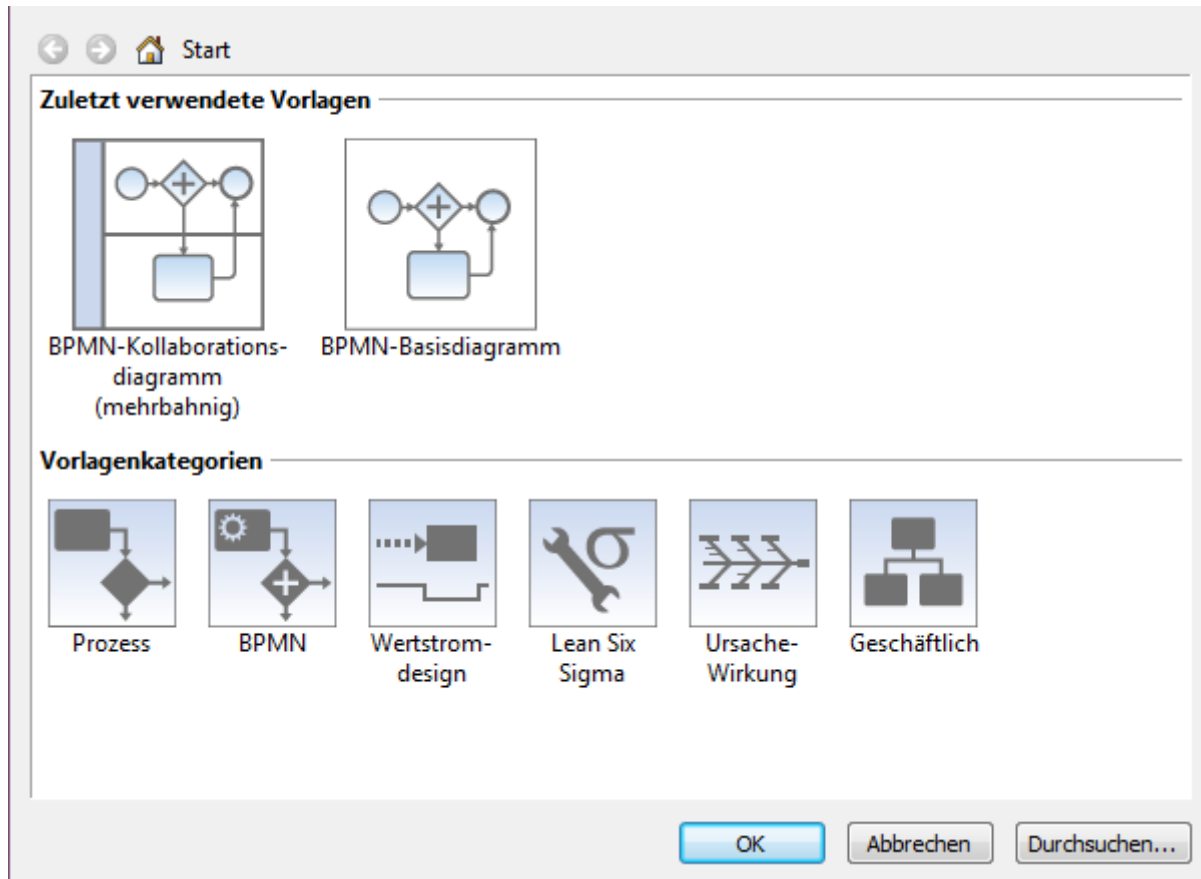 Start
Zuletzt verwendete Vorlagen
BPMN-Kollaborations-
diagramm
(mehrbahnig)
BPMN-Basisdiagramm
Vorlagenkategorien
Prozess
BPMN
Wertstrom-
design
Lean Six
Sigma
Ursache-
Wirkung
Geschäftlich
OK
Abbrechen
Durchsuchen...